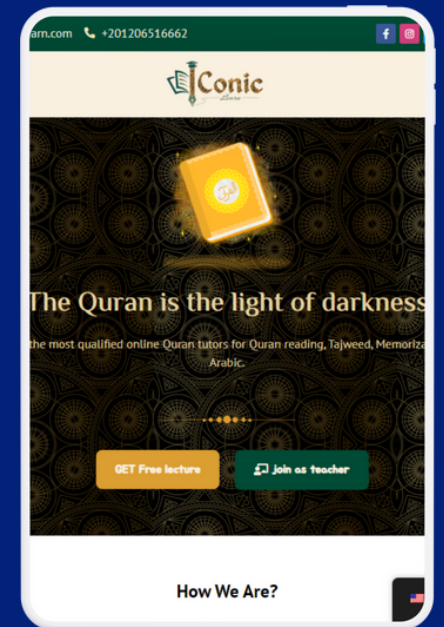 arn.com +201206516662
Conic
Learn
The Quran is the light of darkness
the most qualified online Quran tutors for Quran reading, Tajweed, Memoriza
Arabic.
GET Free lecture
join as teacher
How We Are?